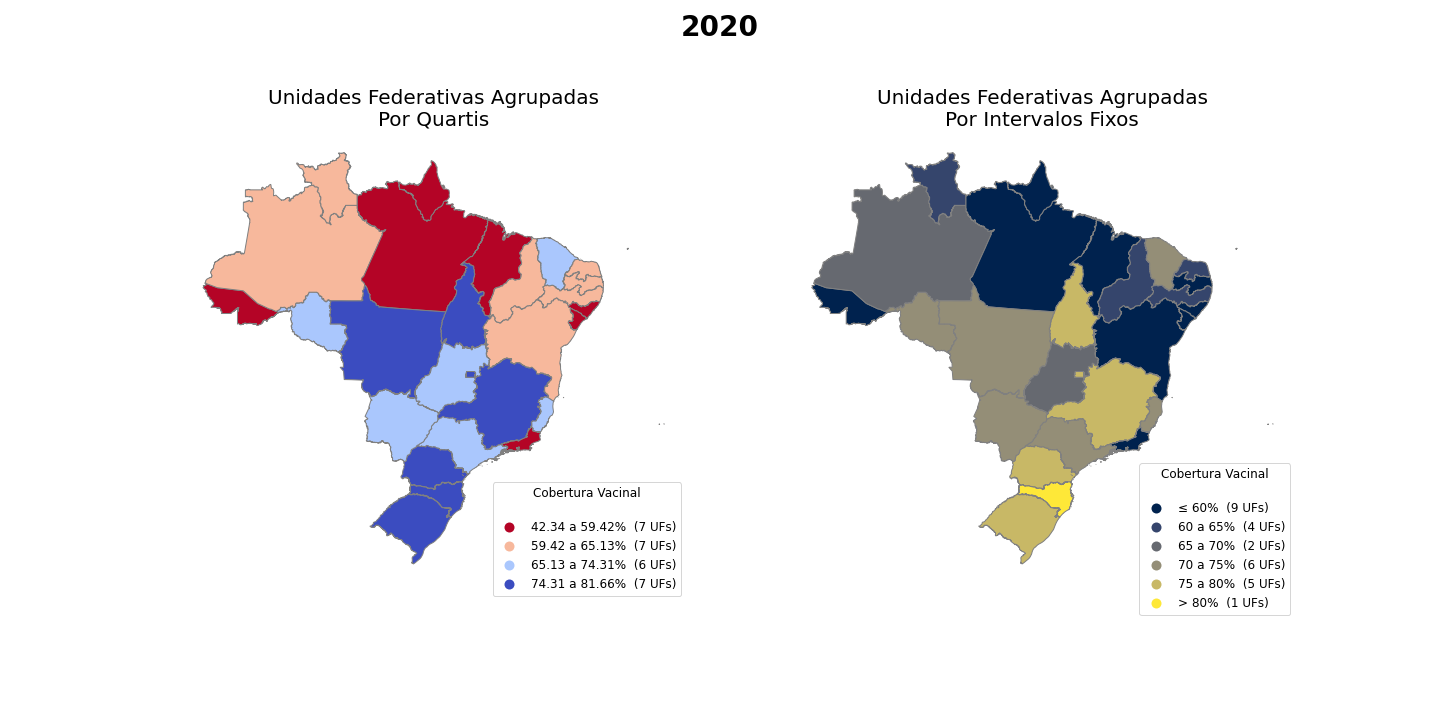 2020
Unidades Federativas Agrupadas
Por Quartis
Cobertura Vacinal
42.34 a 59.42% (7 UFs)
59.42 a 65.13% (7 UFs)
65.13 a 74.31% (6 UFs)
74.31 a 81.66% (7 UFs)
Unidades Federativas Agrupadas
Por Intervalos Fixos
Cobertura Vacinal
≤ 60% (9 UFs)
60 a 65% (4 UFs)
65 a 70% (2 UFs)
70 a 75% (6 UFs)
75 a 80% (5 UFs)
> 80% (1 UFs)